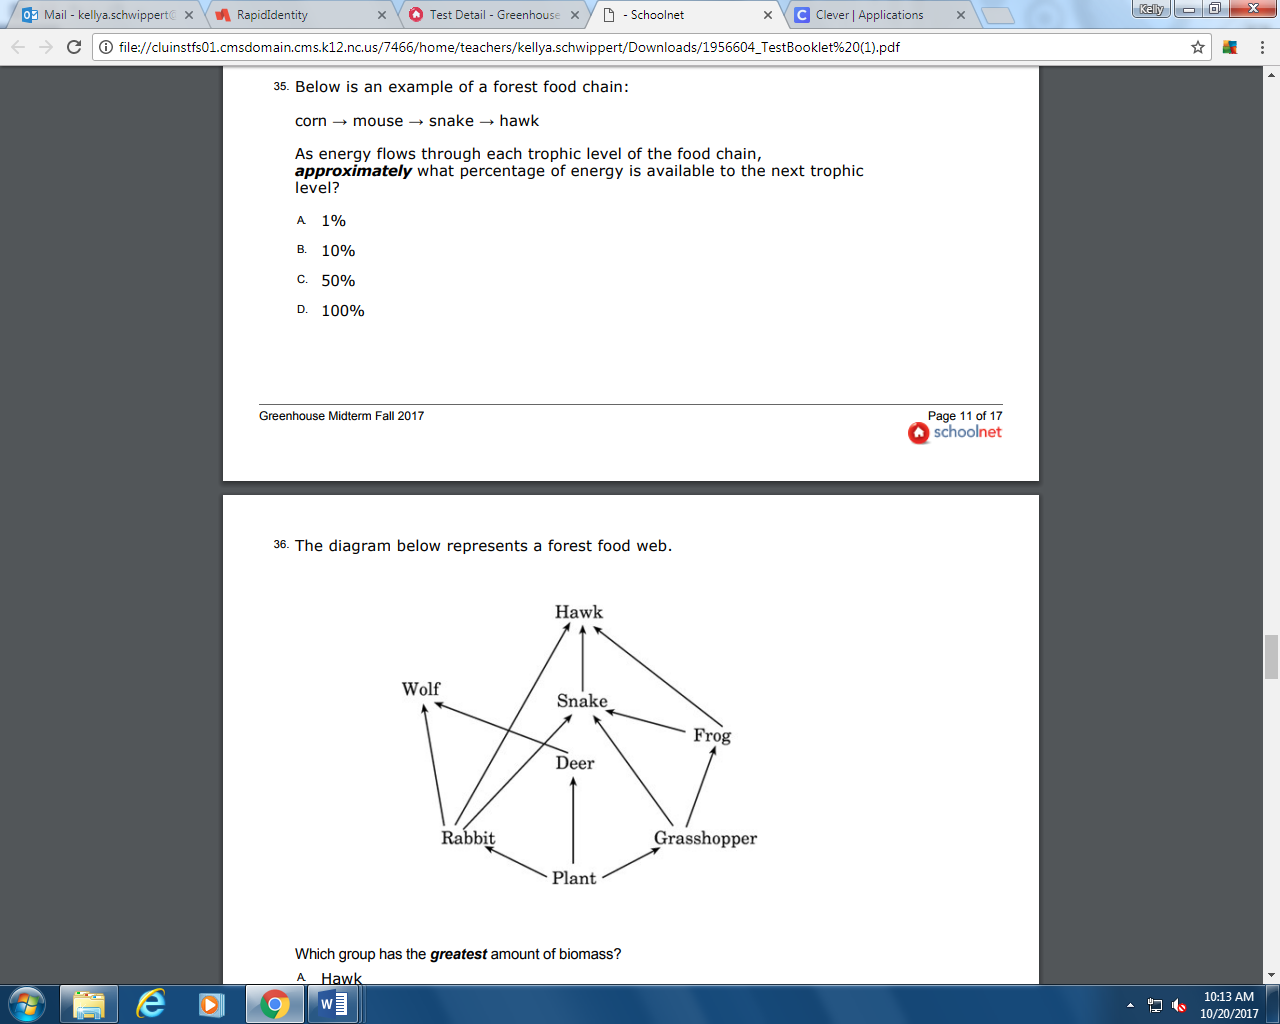 Mail - kellya.schwippert@
RapidIdentity
Test Detail - Greenhouse
- Schoolnet
Clever | Applications
Kelly
file://cluinstfs01.cmsdomain.cms.k12.nc.us/7466/home/teachers/kellya.schwippert/Downloads/1956604_TestBooklet%20(1).pdf
35. Below is an example of a forest food chain:
corn → mouse → snake → hawk
As energy flows through each trophic level of the food chain,
approximately what percentage of energy is available to the next trophic
level?
A. 1%
B. 10%
C. 50%
D. 100%
Greenhouse Midterm Fall 2017
Page 11 of 17
schoolnet
36. The diagram below represents a forest food web.
Hawk
Wolf
Snake
Frog
Deer
Rabbit
Grasshopper
Plant
Which group has the greatest amount of biomass?
A. Hawk
10:13 AM
10/20/2017